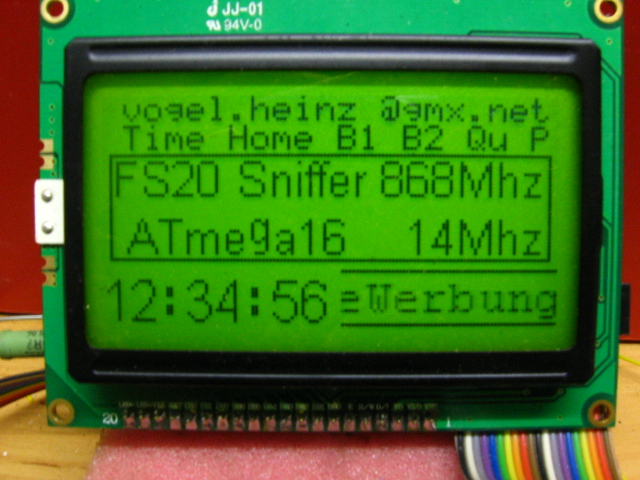 JJ-01
94V-0
vogel.heinz @gmx.net
Time Home B1 B2 Qu P
FS20 Sniffer 868Mhz
ATmega16 14Mhz
12:34:56 eWerbung
20 1